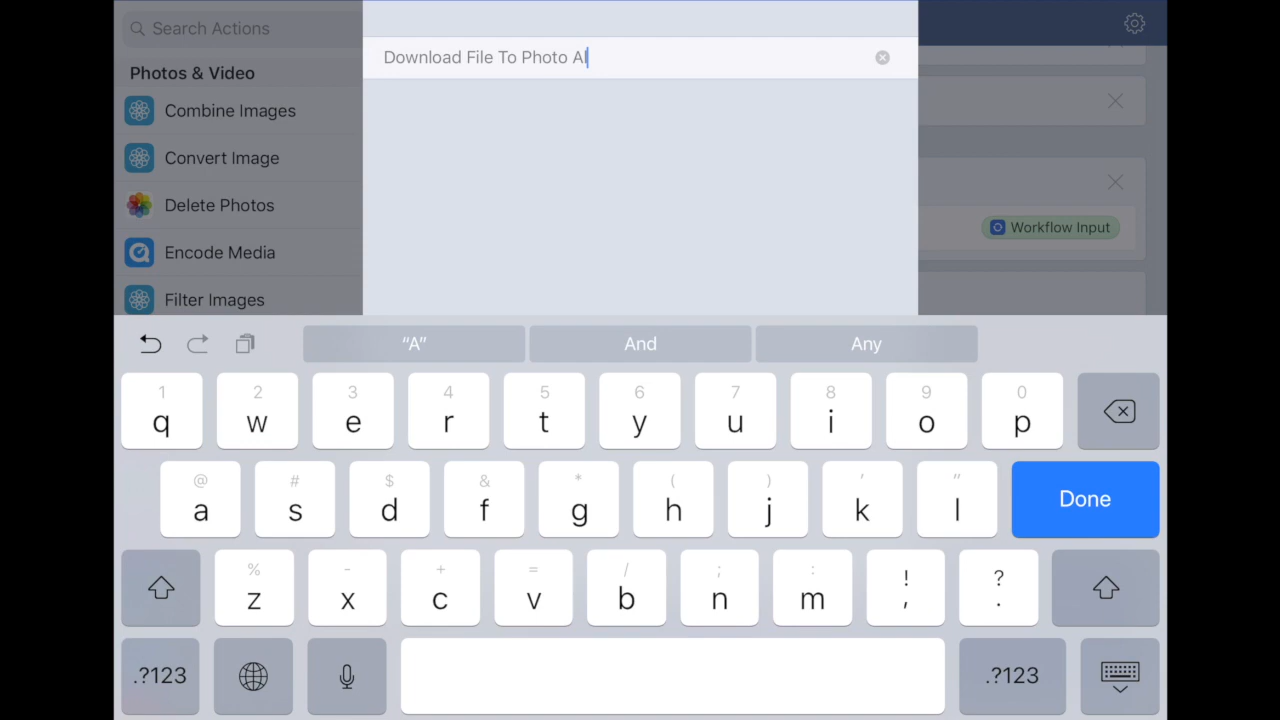 Search Actions
Download File To Photo Al
Photos & Video
Combine Images
Convert Image
Delete Photos
Workflow Input
Encode Media
Filter Images
“A” And Any
1 2 3 4 5 6 7 8 9 0
q w e r t y u i o p
@ # $ & * ( ) ' "
a s d f g h j k l Done
% - + = / ; : ! ?
z x c v b n m , .
.?123 .?123